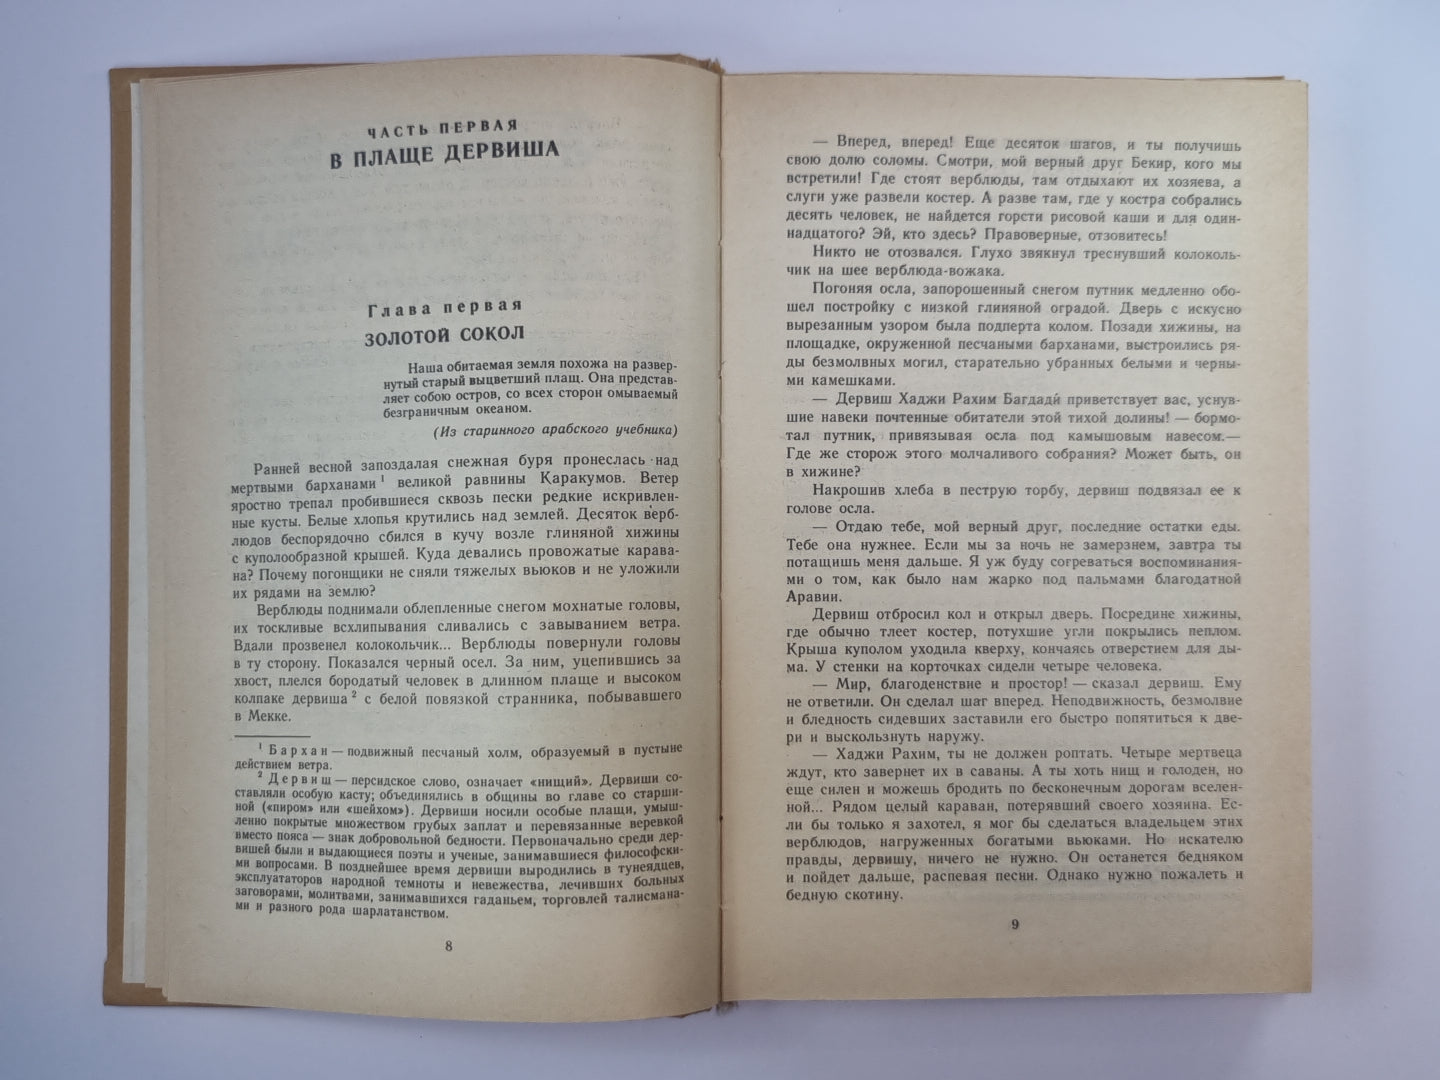 ЧАСТЬ ПЕРВАЯ
В ПЛАЩЕ ДЕРВИША
Глава первая
ЗОЛОТОЙ СОКОЛ
Наша обитаемая земля похожа на развер-
нутый старый выцветший плащ. Она представ-
ляет собою остров, со всех сторон омываемый
безграничным океаном.
(Из старинного арабского учебника)
Ранней весной запоздалая снежная буря пронеслась над
мертвыми барханами ¹ великой равнины Каракумов. Ветер
яростно трепал пробившиеся сквозь пески редкие искривлен-
ные кусты. Белые хлопья крутились над землей. Десяток верб-
людов беспорядочно сбился в кучу возле глиняной хижины
с куполообразной крышей. Куда девались провожатые карава-
на? Почему погонщики не сняли тяжелых вьюков и не уложили
их рядами на землю?
Верблюды поднимали облепленные снегом мохнатые головы,
их тоскливые всхлипывания сливались с завыванием ветра.
Вдали прозвенел колокольчик... Верблюды повернули головы
в ту сторону. Показался черный осел. За ним, уцепившись за
хвост, плелся бородатый человек в длинном плаще и высоком
колпаке дервиша ² с белой повязкой странника, побывавшего
в Мекке.
¹ Бархан — подвижный песчаный холм, образуемый в пустыне
действием ветра.
² Дервиш — персидское слово, означает «нищий». Дервиши со-
ставляли особую касту; объединялись в общины во главе со старши-
ной («пиром» или «шейхом»). Дервиши носили особые плащи, умыш-
ленно покрытые множеством грубых заплат и перевязанные веревкой
вместо пояса — знак добровольной бедности. Первоначально среди дер-
вишей были и выдающиеся поэты и ученые, занимавшиеся философски-
ми вопросами. В позднейшее время дервиши выродились в тунеядцев,
эксплуататоров народной темноты и невежества, лечивших больных
заговорами, молитвами, занимавшихся гаданьем, торговлей талисмана-
ми и разного рода шарлатанством.
8
— Вперед, вперед! Еще десяток шагов, и ты получишь
свою долю соломы. Смотри, мой верный друг Бекир, кого мы
встретили! Где стоят верблюды, там отдыхают их хозяева, а
слуги уже развели костер. А разве там, где у костра собрались
десять человек, не найдется горсти рисовой каши и для один-
надцатого? Эй, кто здесь? Правоверные, отзовитесь!
Никто не отозвался. Глухо звякнул треснувший колоколь-
чик на шее верблюда-вожака.
Погоняя осла, запорошенный снегом путник медленно обо-
шел постройку с низкой глиняной оградой. Дверь с искусно
вырезанным узором была подперта колом. Позади хижины, на
площадке, окруженной песчаными барханами, выстроились ря-
ды безмолвных могил, старательно убранных белыми и черны-
ми камешками.
— Дервиш Хаджи Рахим Багдади́ приветствует вас, уснув-
шие навеки почтенные обитатели этой тихой долины! — бормо-
тал путник, привязывая осла под камышовым навесом.—
Где же сторож этого молчаливого собрания? Может быть, он
в хижине?
Накрошив хлеба в пеструю торбу, дервиш подвязал ее к
голове осла.
— Отдаю тебе, мой верный друг, последние остатки еды.
Тебе она нужнее. Если мы за ночь не замерзнем, завтра ты
потащишь меня дальше. Я уж буду согреваться воспоминания-
ми о том, как было нам жарко под пальмами благодатной
Аравии.
Дервиш отбросил кол и открыл дверь. Посредине хижины,
где обычно тлеет костер, потухшие угли покрылись пеплом.
Крыша куполом уходила кверху, кончаясь отверстием для ды-
ма. У стенки на корточках сидели четыре человека.
— Мир, благоденствие и простор! — сказал дервиш. Ему
не ответили. Он сделал шаг вперед. Неподвижность, безмолвие
и бледность сидевших заставили его быстро попятиться к две-
ри и выскользнуть наружу.
— Хаджи Рахим, ты не должен роптать. Четыре мертвеца
ждут, кто завернет их в саваны. А ты хоть нищ и голоден, но
еще силен и можешь бродить по бесконечным дорогам вселен-
ной... Рядом целый караван, потерявший своего хозяина. Ес-
ли бы только я захотел, я мог бы сделаться владельцем этих
верблюдов, нагруженных богатыми вьюками. Но искателю
правды, дервишу, ничего не нужно. Он останется бедняком
и пойдет дальше, распевая песни. Однако нужно пожалеть и
бедную скотину.
9